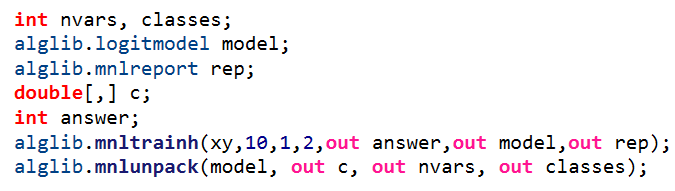 int nvars, classes;
alglib.logitmodel model;
alglib.mnlreport rep;
double[,] c;
int answer;
alglib.mnltrainh(xy,10,1,2,out answer,out model,out rep);
alglib.mnlunpack(model, out c, out nvars, out classes);